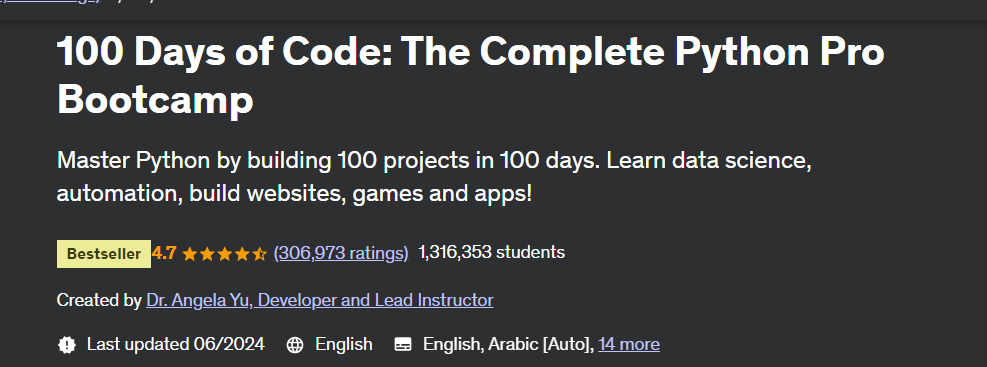 100 Days of Code: The Complete Python Pro
Bootcamp
Master Python by building 100 projects in 100 days. Learn data science,
automation, build websites, games and apps!
Bestseller 4.7 (306,973 ratings) 1,316,353 students
Created by Dr. Angela Yu, Developer and Lead Instructor
Last updated 06/2024 English English, Arabic [Auto], 14 more